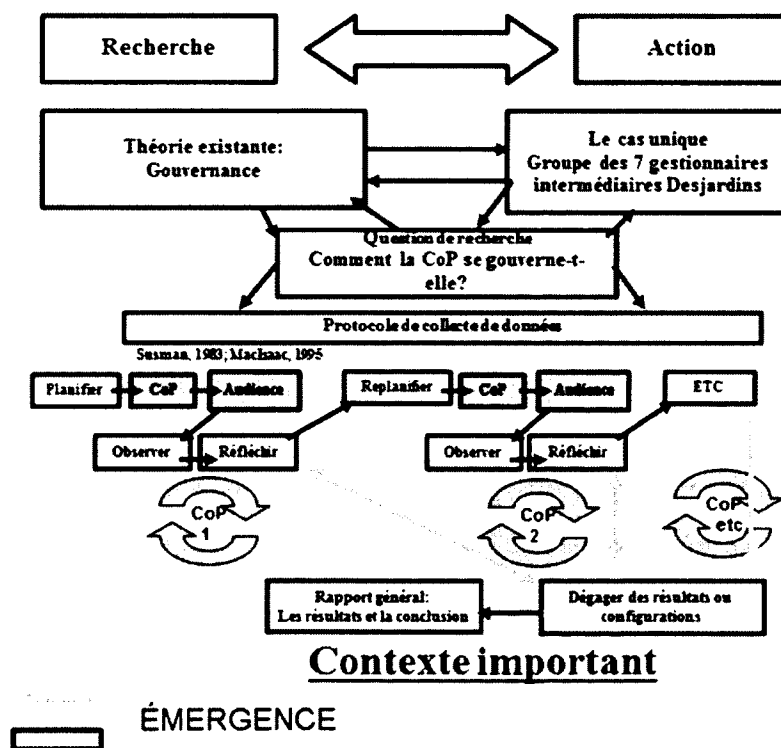 Recherche
Action
Théorie existante:
Gouvernance
Le cas unique
Groupe des 7 gestionnaires
intermédiaires Desjardins
Question de recherche
Comment la CoP se gouverne-t-
elle?
Protocole de collecte de données
Susman, 1983; MacIsaac, 1995
Planifier
CoP
Audience
Replanifier
CoP
Audience
ETC
Observer
Réfléchir
Observer
Réfléchir
CoP
1
CoP
2
CoP
etc
Rapport général:
Les résultats et la conclusion
Dégager des résultats ou
configurations
Contexte important
ÉMERGENCE